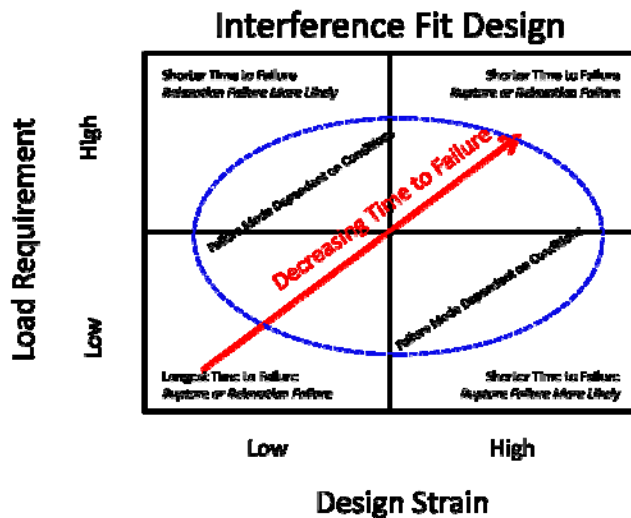 Interference Fit Design
Shorter Time to Failure
Relaxation Failure More Likely
Shorter Time to Failure
Rupture or Relaxation Failure
Load Requirement
High
Low
Failure Mode Dependent on Conditions
Decreasing Time to Failure
Failure Mode Dependent on Conditions
Longest Time to Failure
Rupture or Relaxation Failure
Shorter Time to Failure
Rupture Failure More Likely
Low
High
Design Strain